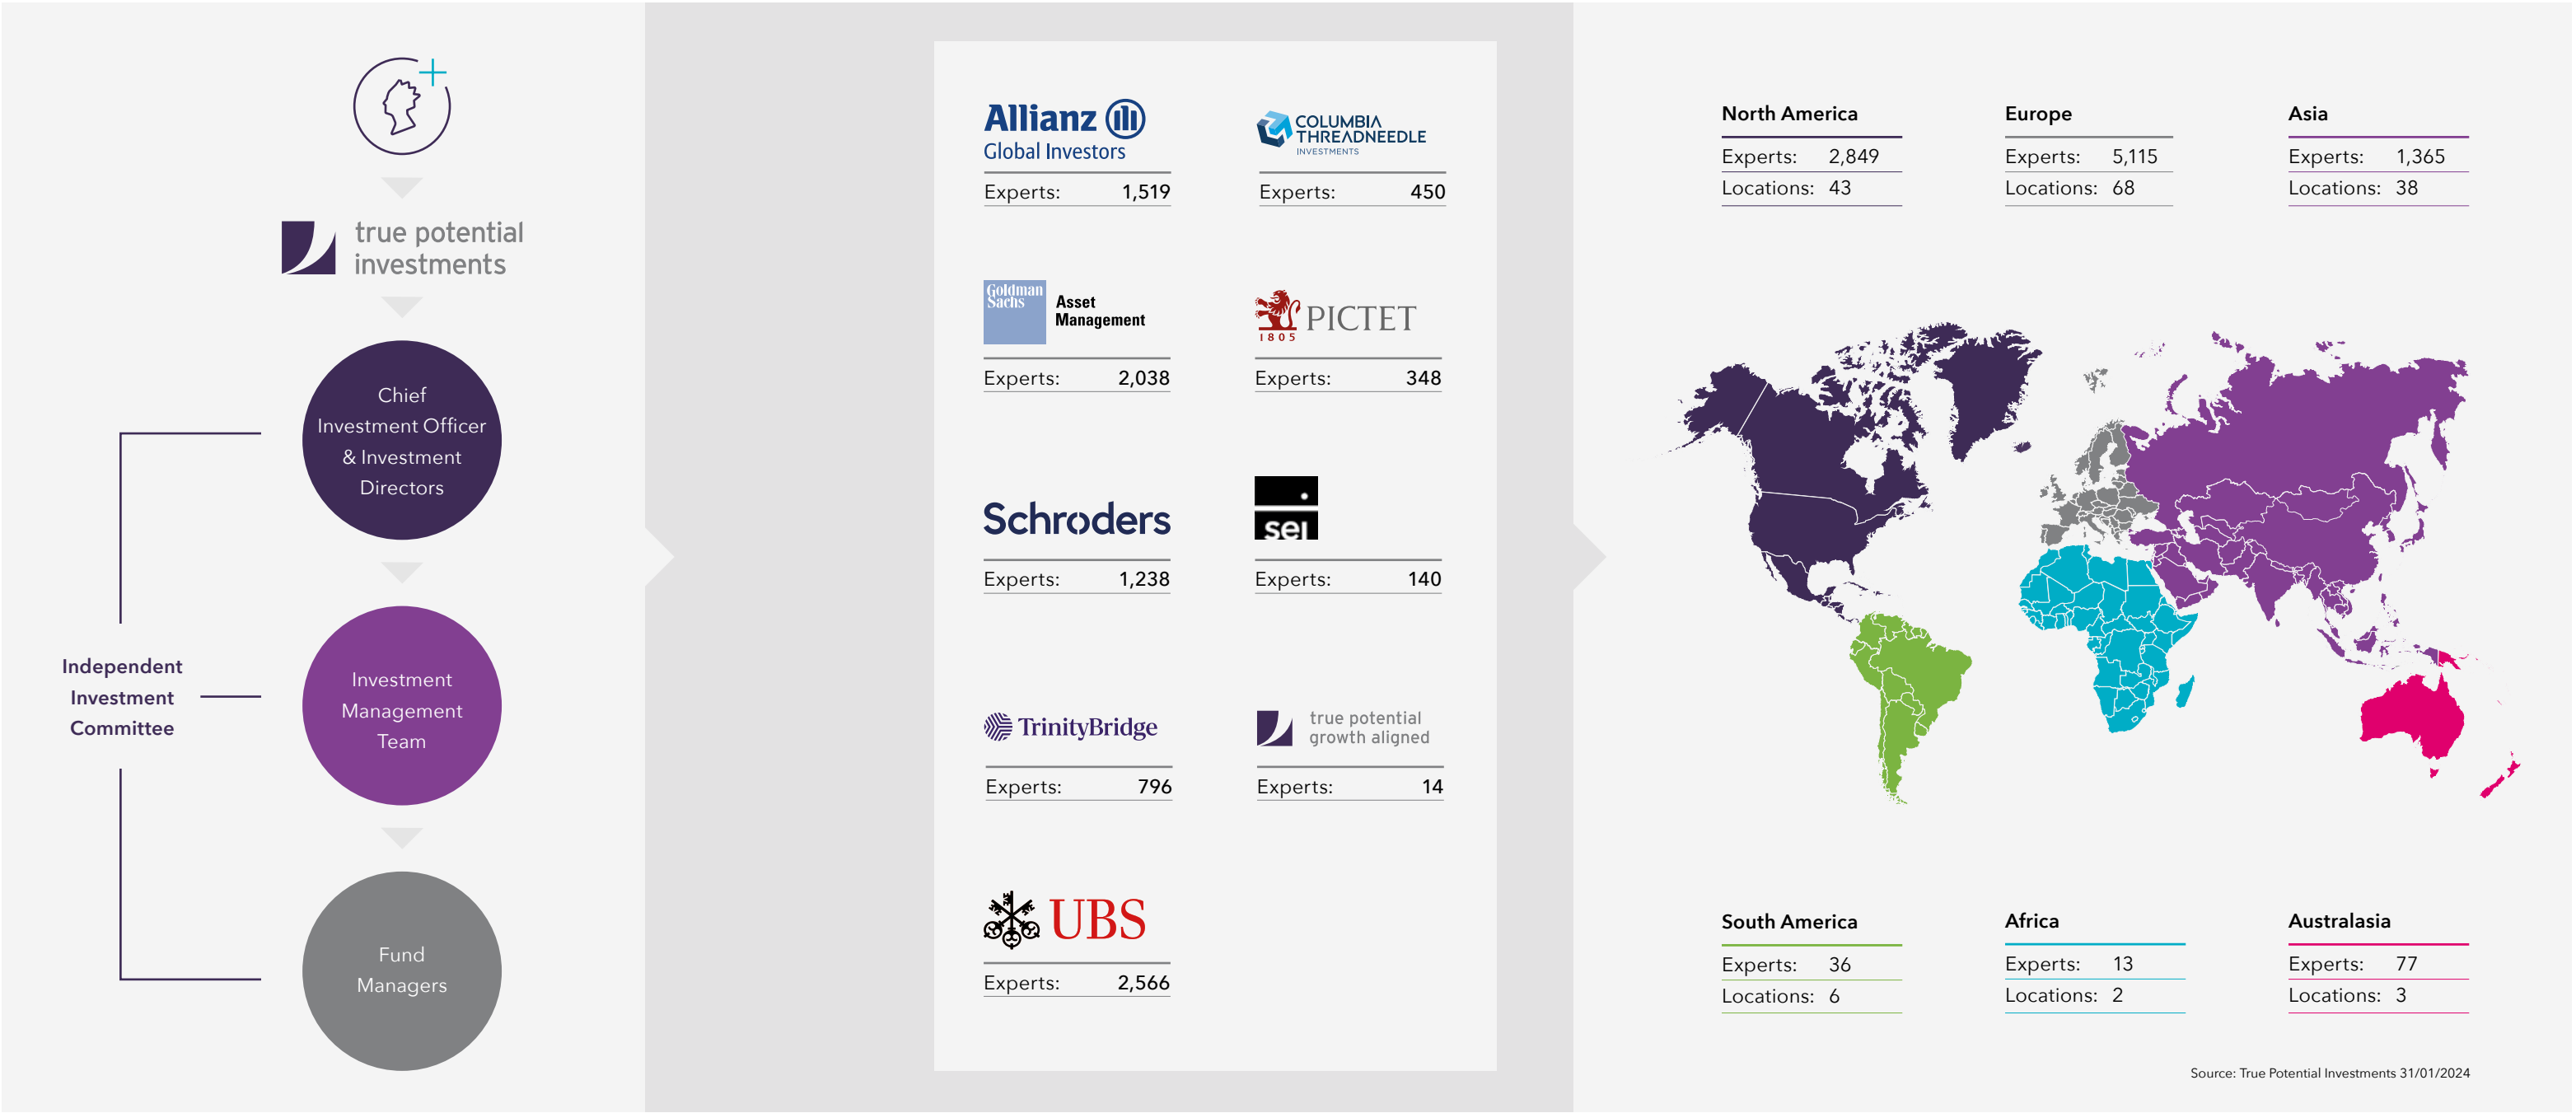 true potential
investments
Chief
Investment Officer
& Investment
Directors
Independent
Investment
Committee
Investment
Management
Team
Fund
Managers
Allianz
Global Investors
Experts: 1,519
COLUMBIA
THREADNEEDLE
INVESTMENTS
Experts: 450
Goldman
Sachs
Asset
Management
Experts: 2,038
1805
PICTET
Experts: 348
Schroders
Experts: 1,238
sei
Experts: 140
TrinityBridge
Experts: 796
true potential
growth aligned
Experts: 14
UBS
Experts: 2,566
North America
Experts: 2,849
Locations: 43
Europe
Experts: 5,115
Locations: 68
Asia
Experts: 1,365
Locations: 38
South America
Experts: 36
Locations: 6
Africa
Experts: 13
Locations: 2
Australasia
Experts: 77
Locations: 3
Source: True Potential Investments 31/01/2024